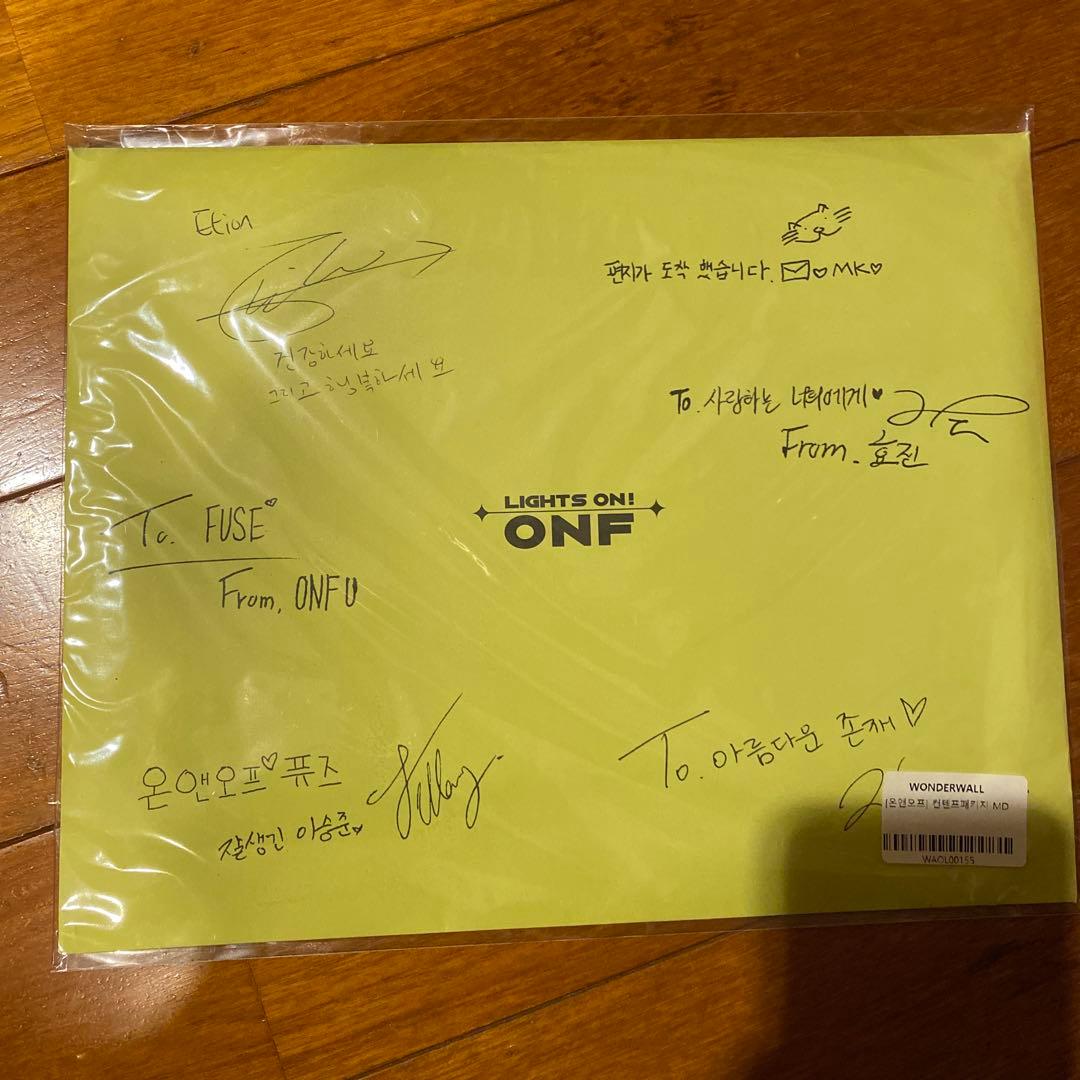 Etion
건강하세요
그리고 행복하세요
편지가 도착 했습니다. ♡MK♡
To. 사랑하는 너희에게♥
From. 효진
To. FUSE♡
From. ONF U
LIGHTS ON!
ONF
온앤오프♡퓨즈
잘생긴 이승준♡
To. 아름다운 존재♡
WONDERWALL
[온앤오프] 컨텐프패키지 MD
WAOL00155